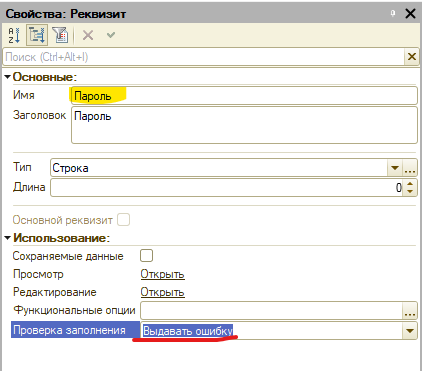 Свойства: Реквизит
Поиск (Ctrl+Alt+I)
Основные:
Имя Пароль
Заголовок Пароль
Тип Строка
Длина 0
Основной реквизит
Использование:
Сохраняемые данные
Просмотр Открыть
Редактирование Открыть
Функциональные опции
Проверка заполнения Выдавать ошибку